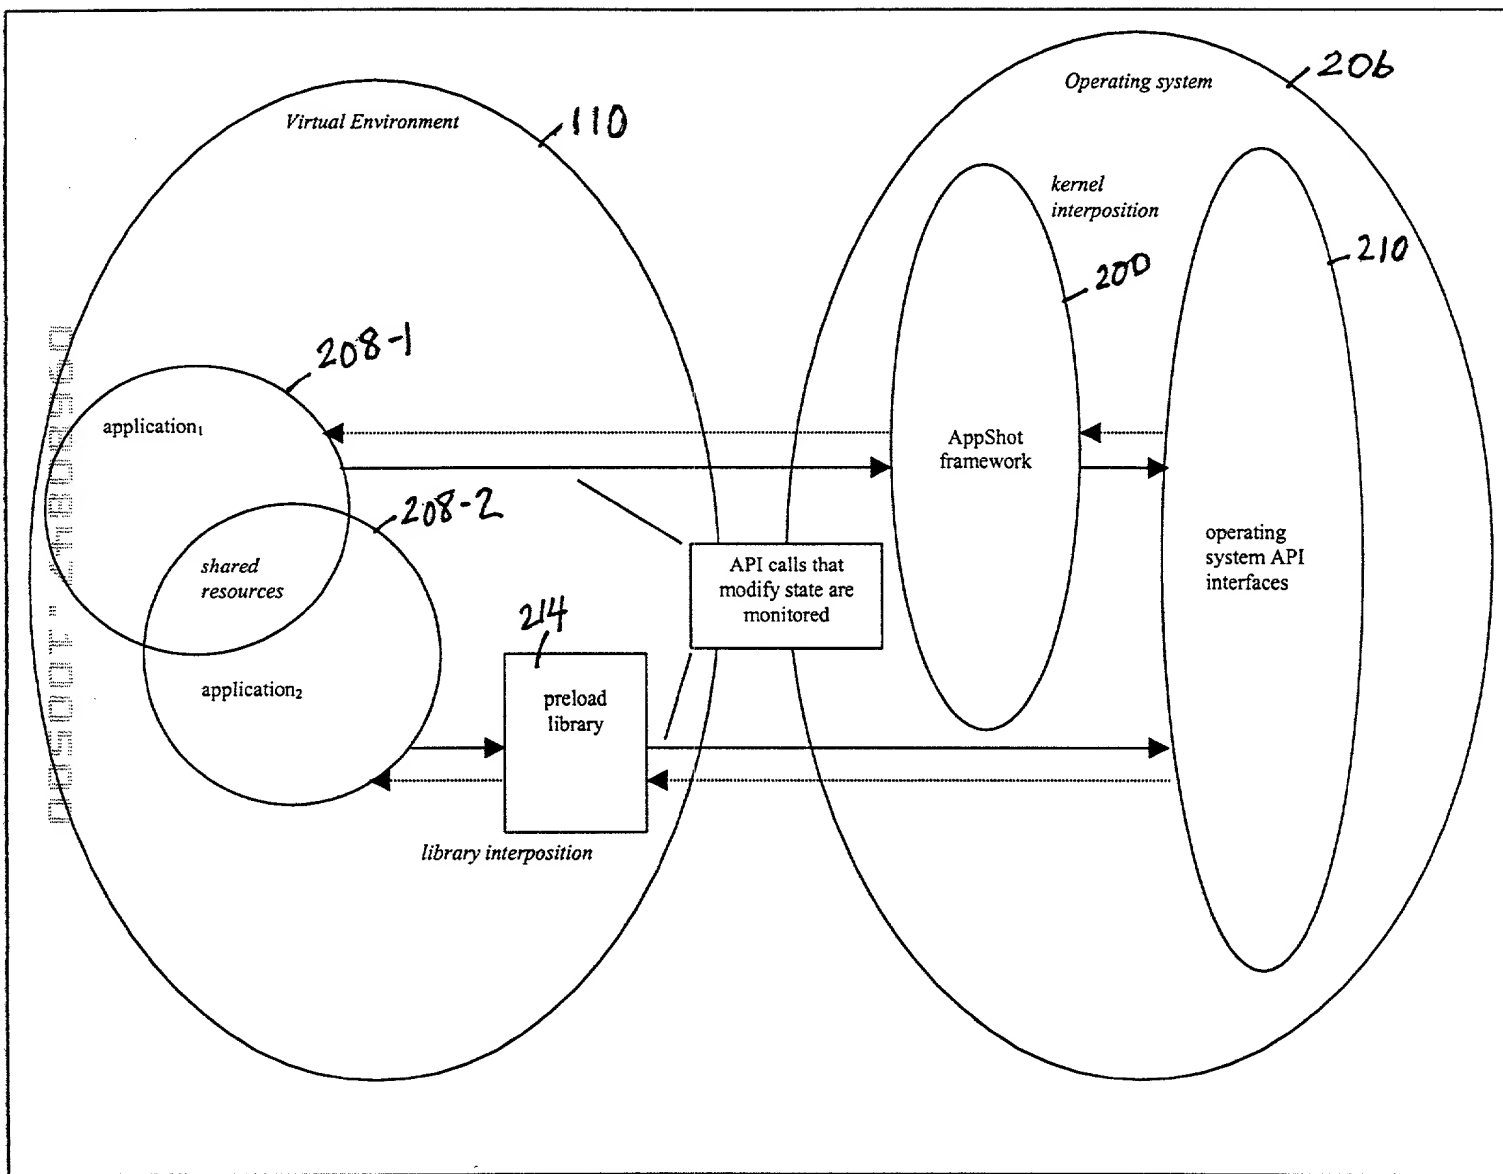 Operating system
206
Virtual Environment
110
kernel
interposition
200
210
208-1
application₁
AppShot
framework
208-2
shared
resources
operating
system API
interfaces
API calls that
modify state are
monitored
214
preload
library
application₂
library interposition